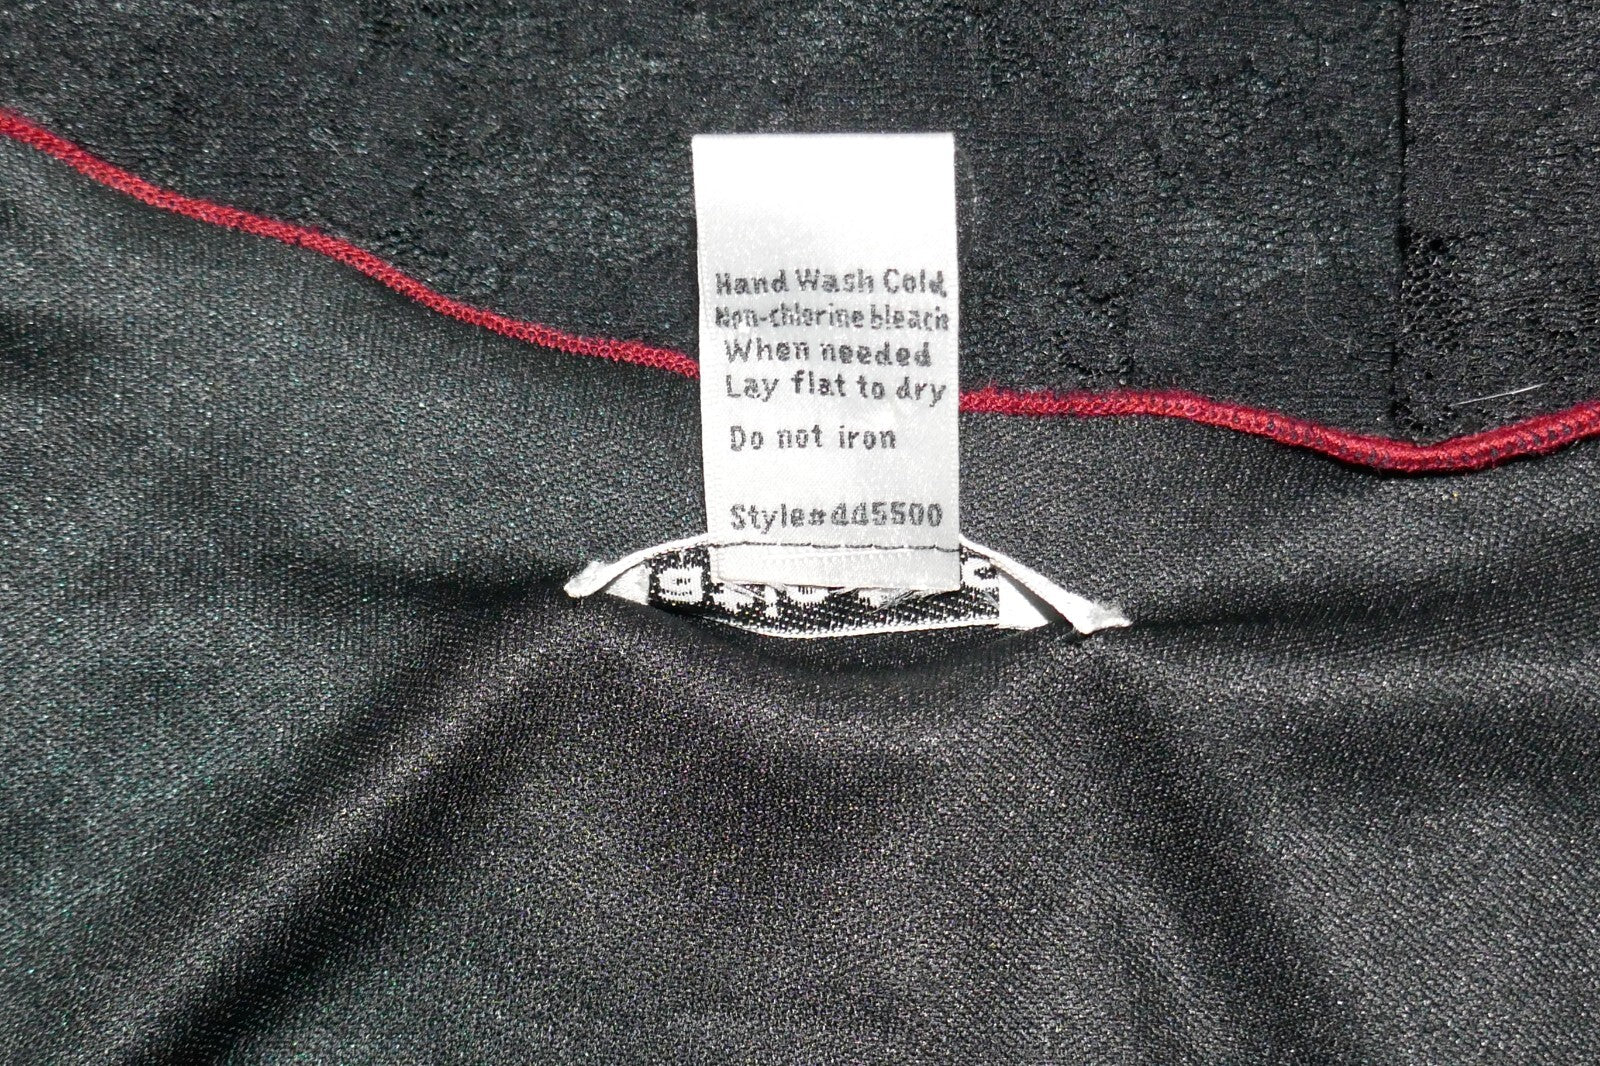 Hand Wash Cold
Non-chlorine bleach
When needed
Lay flat to dry
Do not iron
Style#dd5500